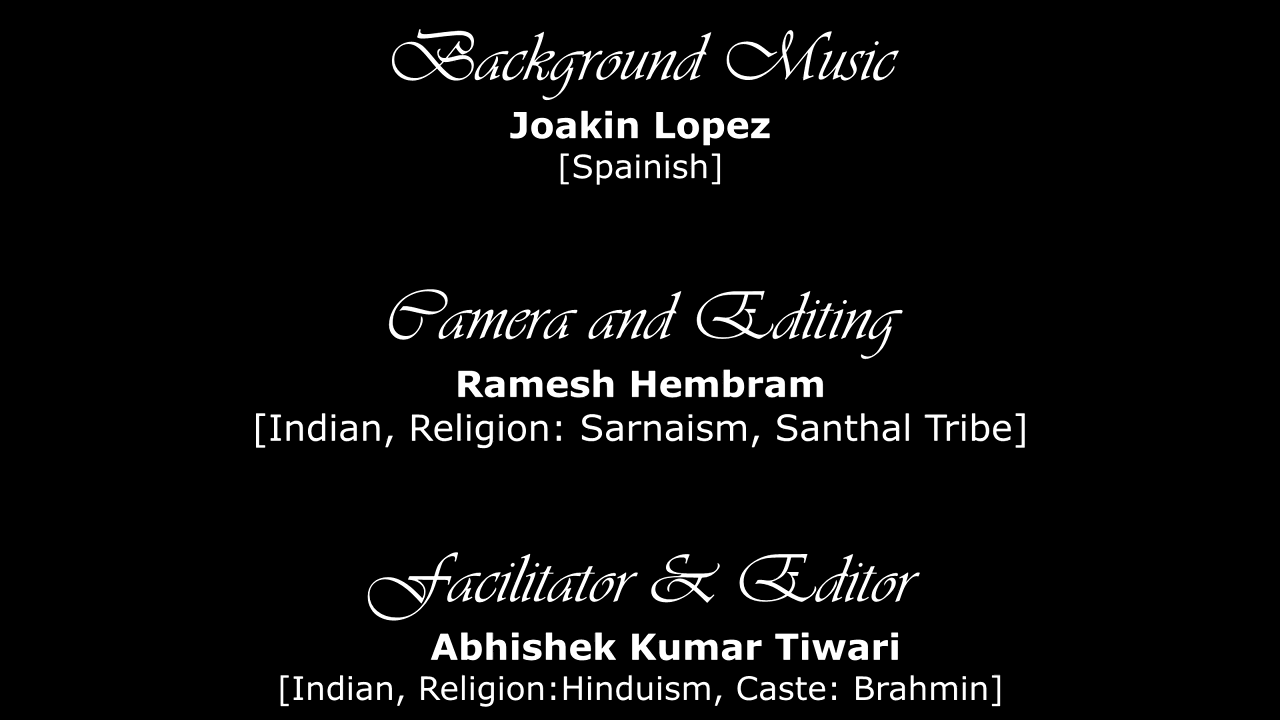 Background Music
Joakin Lopez
[Spainish]
Camera and Editing
Ramesh Hembram
[Indian, Religion: Sarnaism, Santhal Tribe]
Facilitator & Editor
Abhishek Kumar Tiwari
[Indian, Religion:Hinduism, Caste: Brahmin]